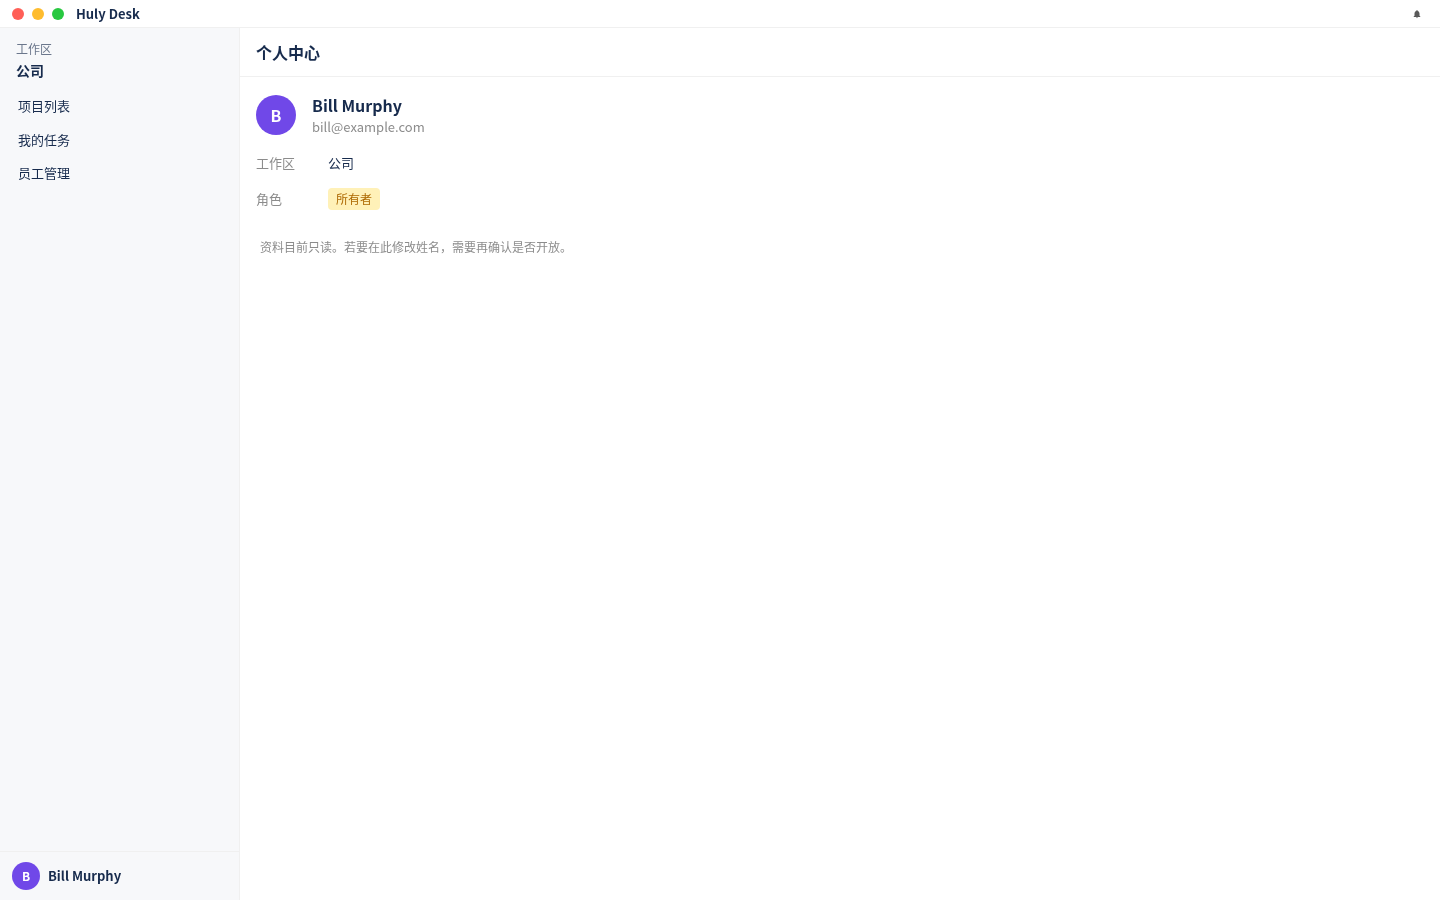 Huly Desk
工作区
公司
项目列表
我的任务
员工管理
个人中心
B
Bill Murphy
bill@example.com
工作区 公司
角色 所有者
资料目前只读。若要在此修改姓名，需要再确认是否开放。
B
Bill Murphy